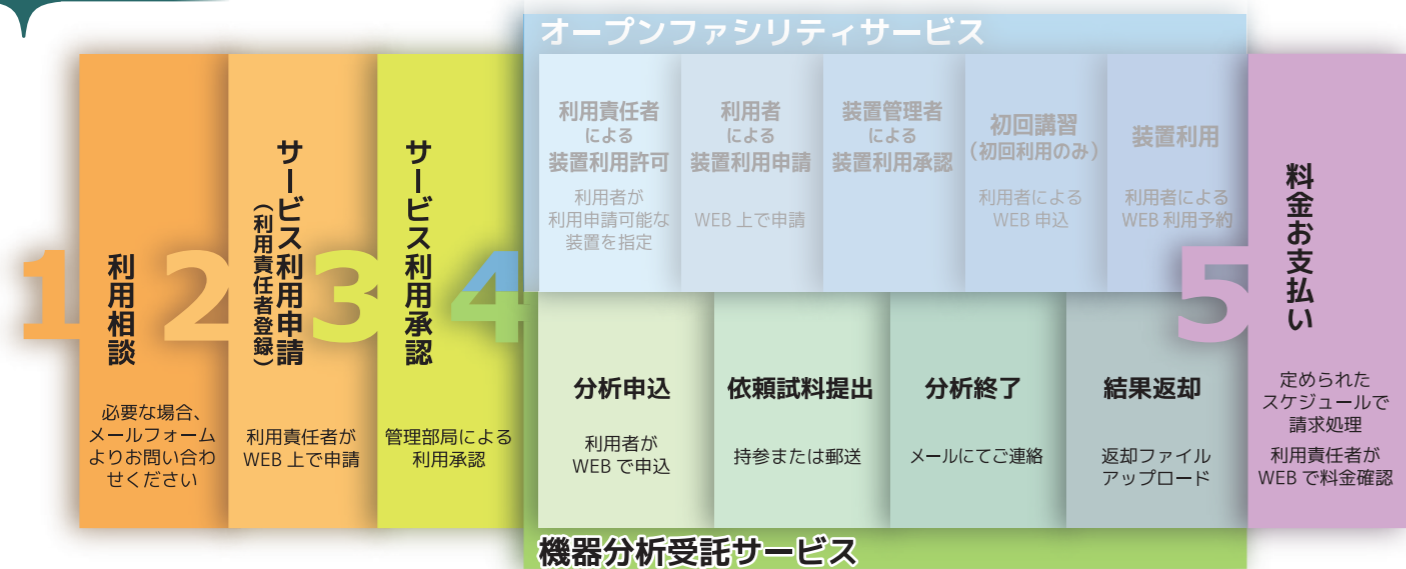 1
利用相談
必要な場合、
メールフォーム
よりお問い合わ
せください
2
サービス利用申請
（利用責任者登録）
利用責任者が
WEB 上で申請
3
サービス利用承認
管理部局による
利用承認
4
オープンファシリティサービス
利用責任者
による
装置利用許可
利用者が
利用申請可能な
装置を指定
利用者
による
装置利用申請
WEB 上で申請
装置管理者
による
装置利用承認
初回講習
（初回利用のみ）
利用者による
WEB 申込
装置利用
利用者による
WEB 利用予約
分析申込
利用者が
WEB で申込
依頼試料提出
持参または郵送
分析終了
メールにてご連絡
結果返却
返却ファイル
アップロード
機器分析受託サービス
5
料金お支払い
定められた
スケジュールで
請求処理
利用責任者が
WEB で料金確認